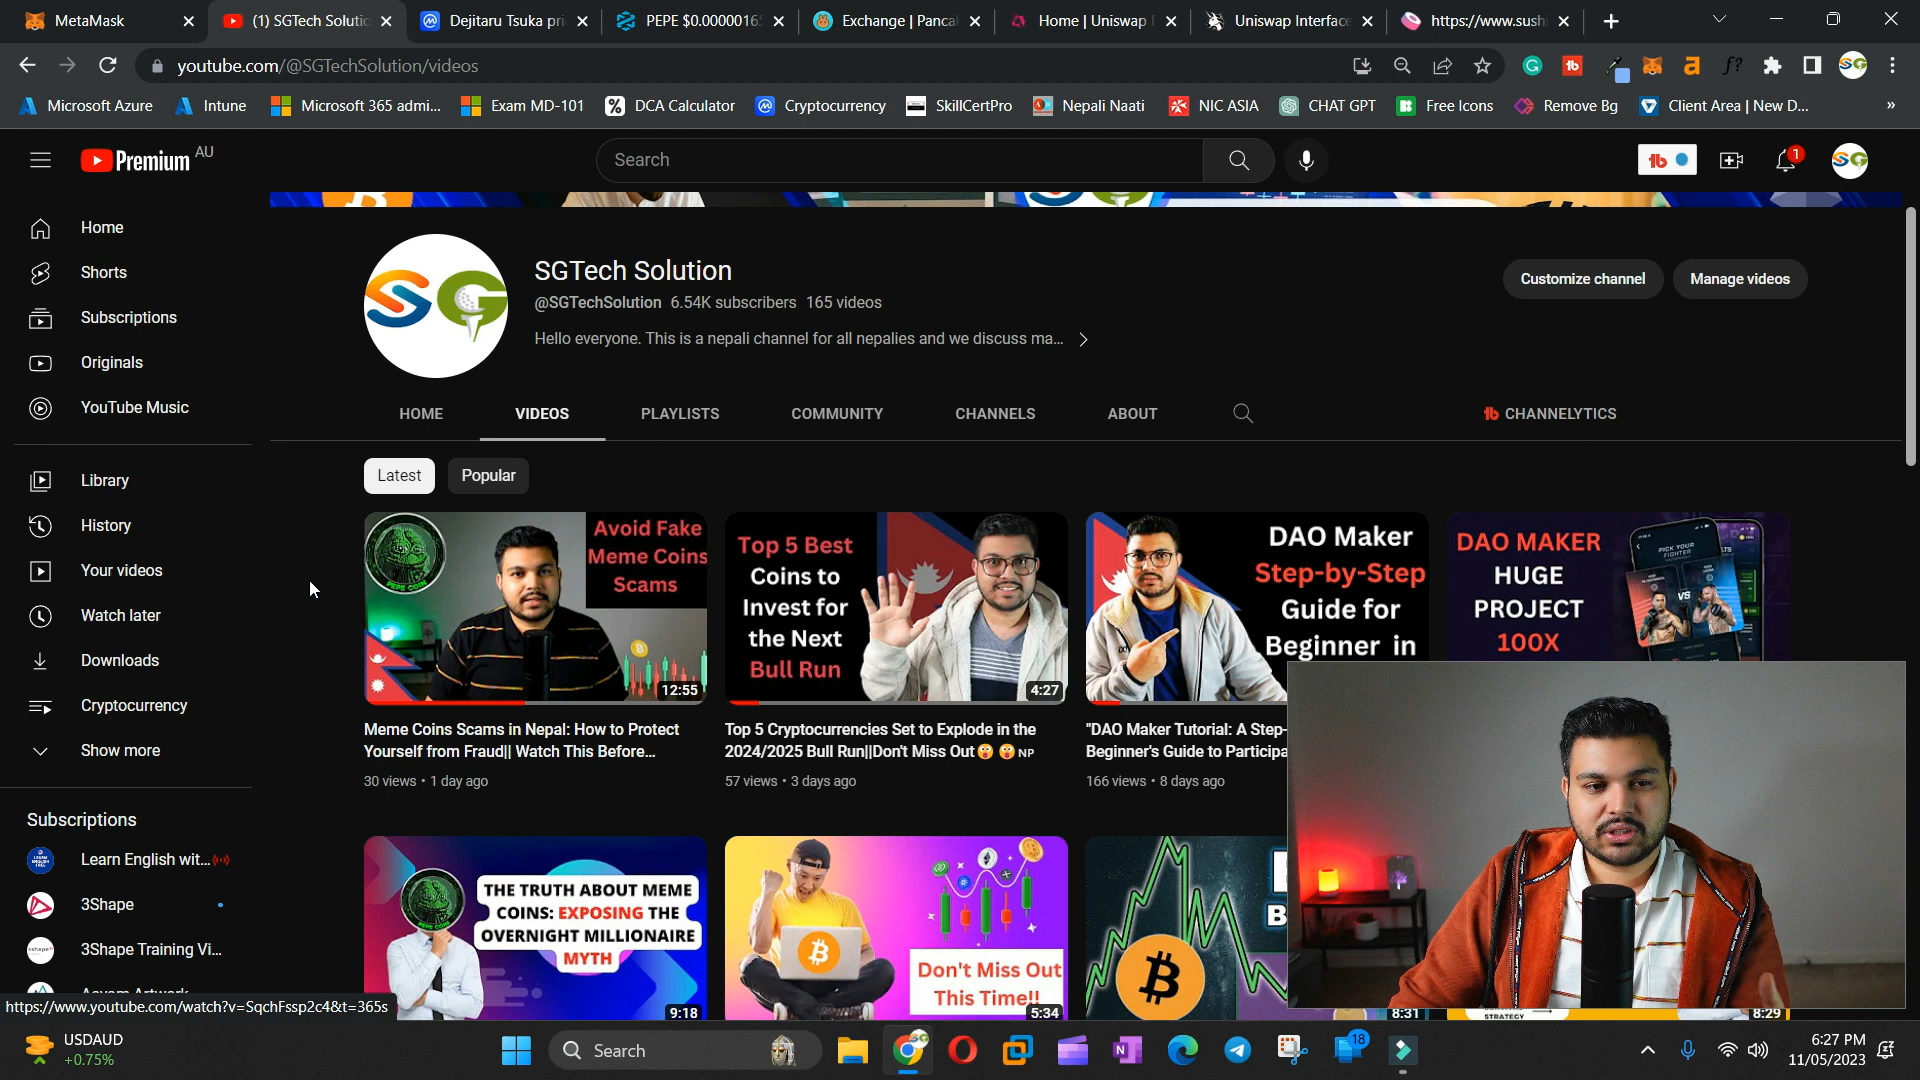 MetaMask
(1) SGTech Solutio
Dejitaru Tsuka pri
PEPE $0.0000016
Exchange | Panca
Home | Uniswap
Uniswap Interface
https://www.sush
youtube.com/@SGTechSolution/videos
Microsoft Azure
Intune
Microsoft 365 admi...
Exam MD-101
DCA Calculator
Cryptocurrency
SkillCertPro
Nepali Naati
NIC ASIA
CHAT GPT
Free Icons
Remove Bg
Client Area | New D...
Premium AU
Search
1
Home
Shorts
Subscriptions
Originals
YouTube Music
Library
History
Your videos
Watch later
Downloads
Cryptocurrency
Show more
Subscriptions
Learn English wit...
3Shape
3Shape Training Vi...
SG
SGTech Solution
@SGTechSolution 6.54K subscribers 165 videos
Hello everyone. This is a nepali channel for all nepalies and we discuss ma...
Customize channel
Manage videos
HOME
VIDEOS
PLAYLISTS
COMMUNITY
CHANNELS
ABOUT
CHANNELYTICS
Latest
Popular
Avoid Fake
Meme Coins
Scams
PEPE COIN
12:55
Meme Coins Scams in Nepal: How to Protect
Yourself from Fraud|| Watch This Before...
30 views • 1 day ago
Top 5 Best
Coins to
Invest for
the Next
Bull Run
4:27
Top 5 Cryptocurrencies Set to Explode in the
2024/2025 Bull Run||Don't Miss Out😲😲NP
57 views • 3 days ago
DAO Maker
Step-by-Step
Guide for
Beginner in
"DAO Maker Tutorial: A Step-
Beginner's Guide to Participa
166 views • 8 days ago
DAO MAKER
HUGE
PROJECT
100X
PICK YOUR
FIGHTER
VS
THE TRUTH ABOUT MEME
COINS: EXPOSING THE
OVERNIGHT MILLIONAIRE
MYTH
9:18
Don't Miss Out
This Time!!
5:34
B
8:31
STRATEGY
8:29
https://www.youtube.com/watch?v=SqchFssp2c4&t=365s
USDAUD
+0.75%
Search
18
6:27 PM
11/05/2023